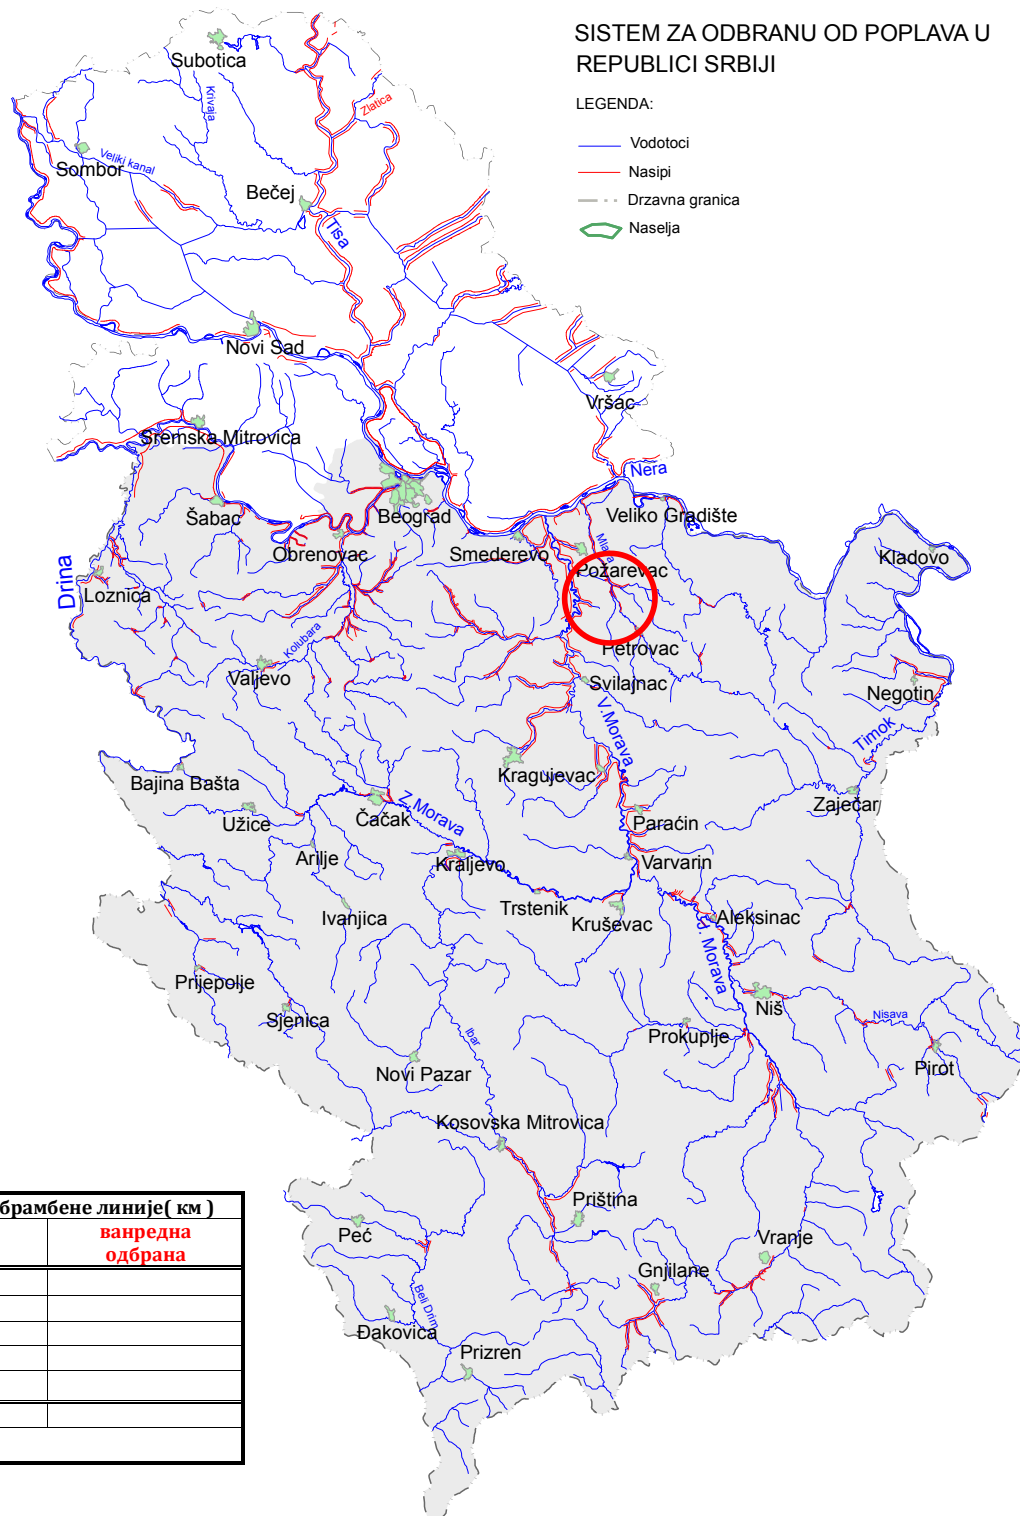 SISTEM ZA ODBRANU OD POPLAVA U
REPUBLICI SRBIJI
LEGENDA:
Vodotoci
Nasipi
Drzavna granica
Naselja
Subotica
Krivaja
Zlatica
Sombor
Veliki kanal
Bečej
Tisa
Novi Sad
Vršac
Sremska Mitrovica
Nera
Šabac
Beograd
Veliko Gradište
Obrenovac
Smederevo
Kladovo
Drina
Loznica
Požarevac
Kolubara
Petrovac
Valjevo
Svilajnac
Negotin
V.Morava
Timok
Bajina Bašta
Kragujevac
Užice
Čačak
Z.Morava
Zaječar
Paraćin
Arilje
Kraljevo
Varvarin
Ivanjica
Trstenik
Kruševac
Aleksinac
J. Morava
Prijepolje
Sjenica
Niš
Nisava
Ibar
Prokuplje
Novi Pazar
Pirot
Kosovska Mitrovica
Priština
Peć
Vranje
Gnjilane
Beli Drim
Đakovica
Prizren
брамбене линије( км )
ванредна
одбрана